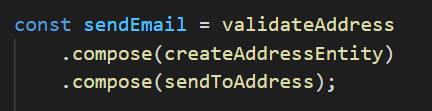 const sendEmail = validateAddress
    .compose(createAddressEntity)
    .compose(sendToAddress);